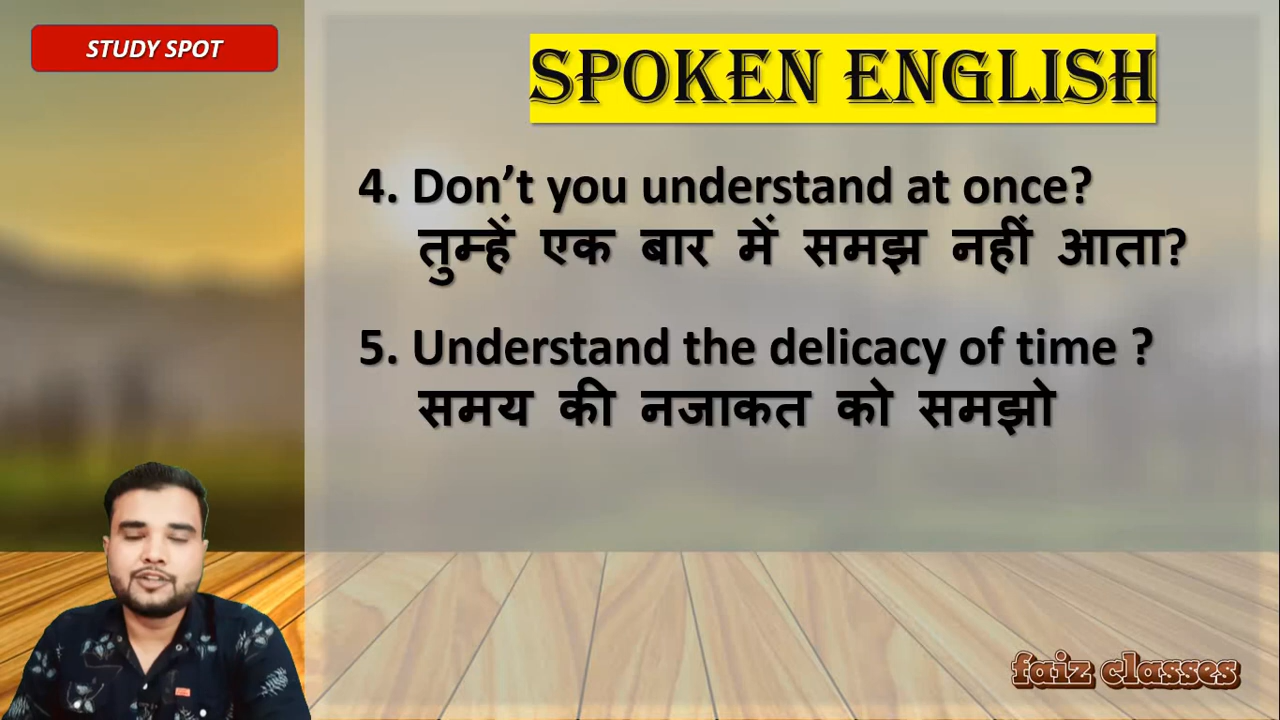 STUDY SPOT
SPOKEN ENGLISH
4. Don’t you understand at once?
तुम्हें एक बार में समझ नहीं आता?
5. Understand the delicacy of time ?
समय की नजाकत को समझो
faiz classes